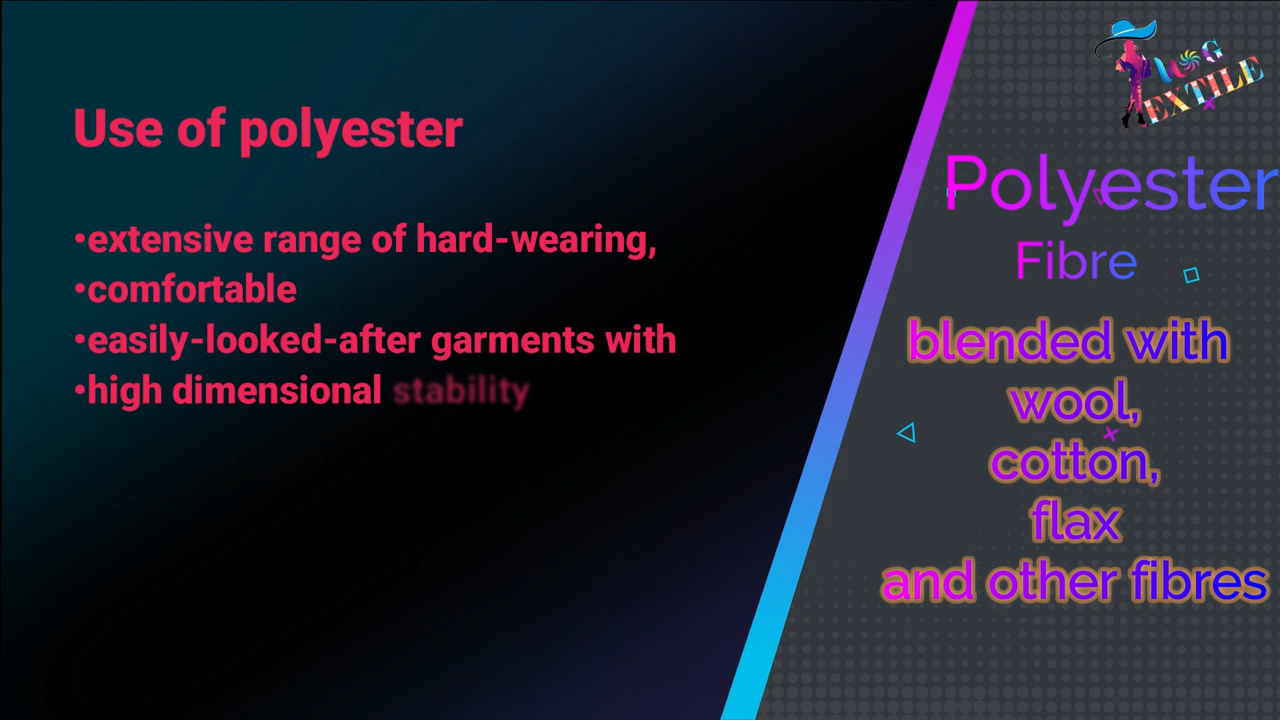 Use of polyester
•extensive range of hard-wearing,
•comfortable
•easily-looked-after garments with
•high dimensional stability
EXTILE
Polyester
Fibre
blended with
wool,
cotton,
flax
and other fibres